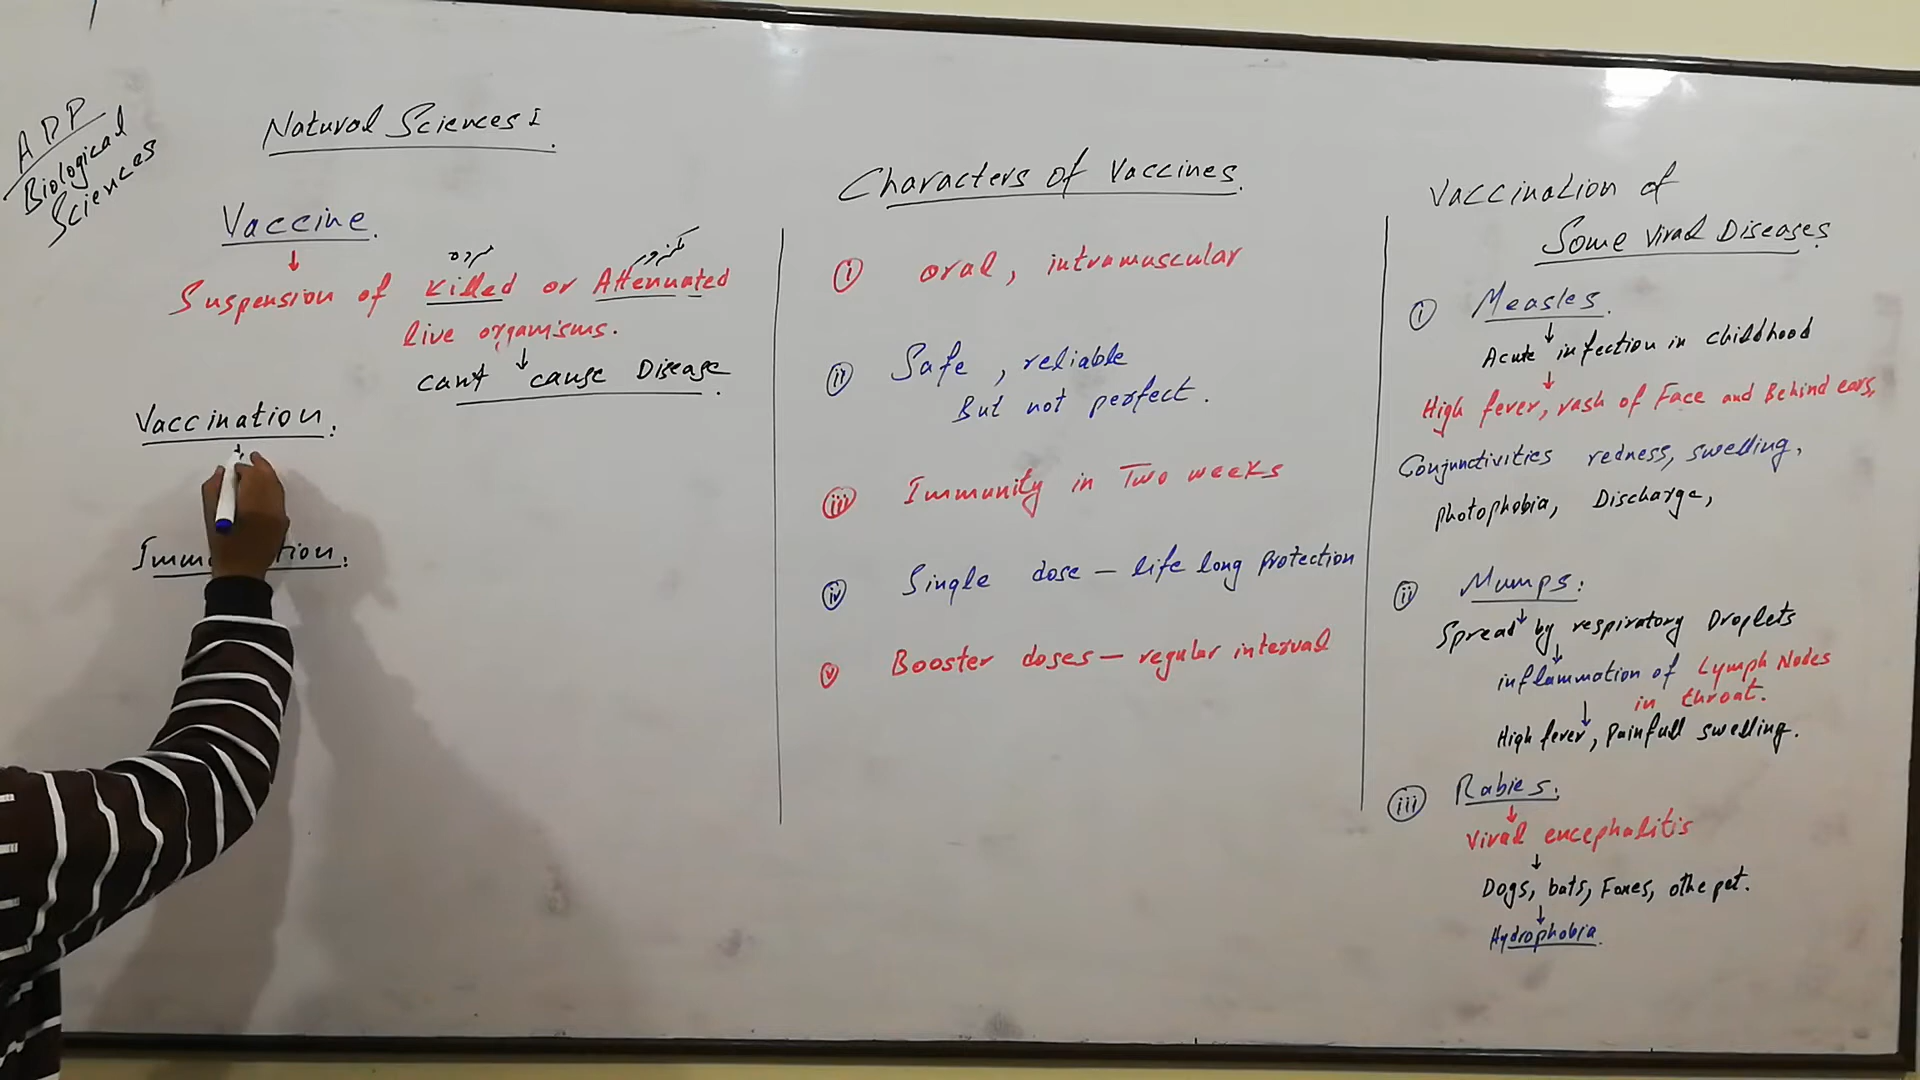 ADP
Biological
Sciences
Natural Sciences I
Vaccine.
مردہ کمزور
Suspension of Killed or Attenuated
live organisms.
cant cause Disease
Vaccination:
Characters of Vaccines.
(i) oral, intramuscular
(ii) Safe, reliable
But not perfect.
(iii) Immunity in Two weeks
(iv) Single dose – life long protection
(v) Booster doses – regular interval
Vaccination of
Some Viral Diseases
(i) Measles.
Acute infection in childhood
High fever, rash of Face and Behind ears,
Conjunctivities redness, swelling,
photophobia, Discharge,
(ii) Mumps:
Spread by respiratory Droplets
inflammation of Lymph Nodes
in throat.
High fever, Painfull swelling.
(iii) Rabies.
Viral encephalitis
Dogs, bats, Foxes, othe pet.
Hydrophobia.